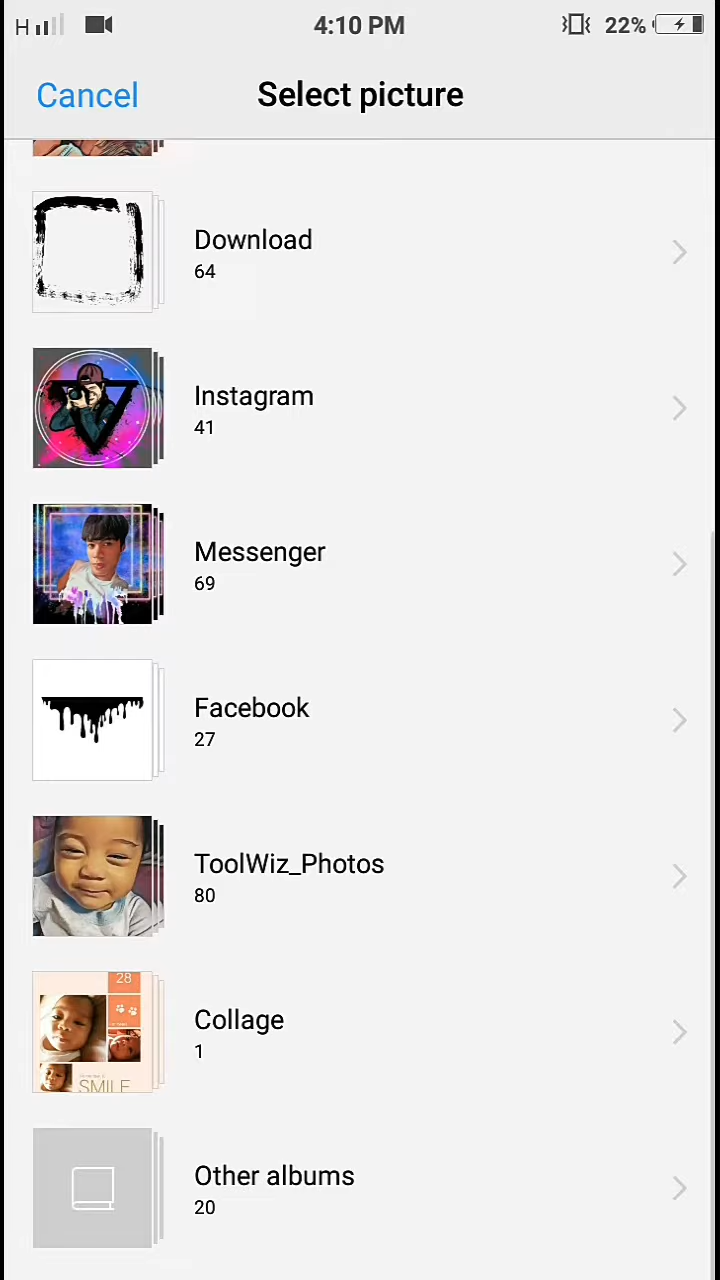 H
4:10 PM
22%
Cancel
Select picture
Download
64
Instagram
41
Messenger
69
Facebook
27
ToolWiz_Photos
80
28
Collage
1
SMILE
Other albums
20